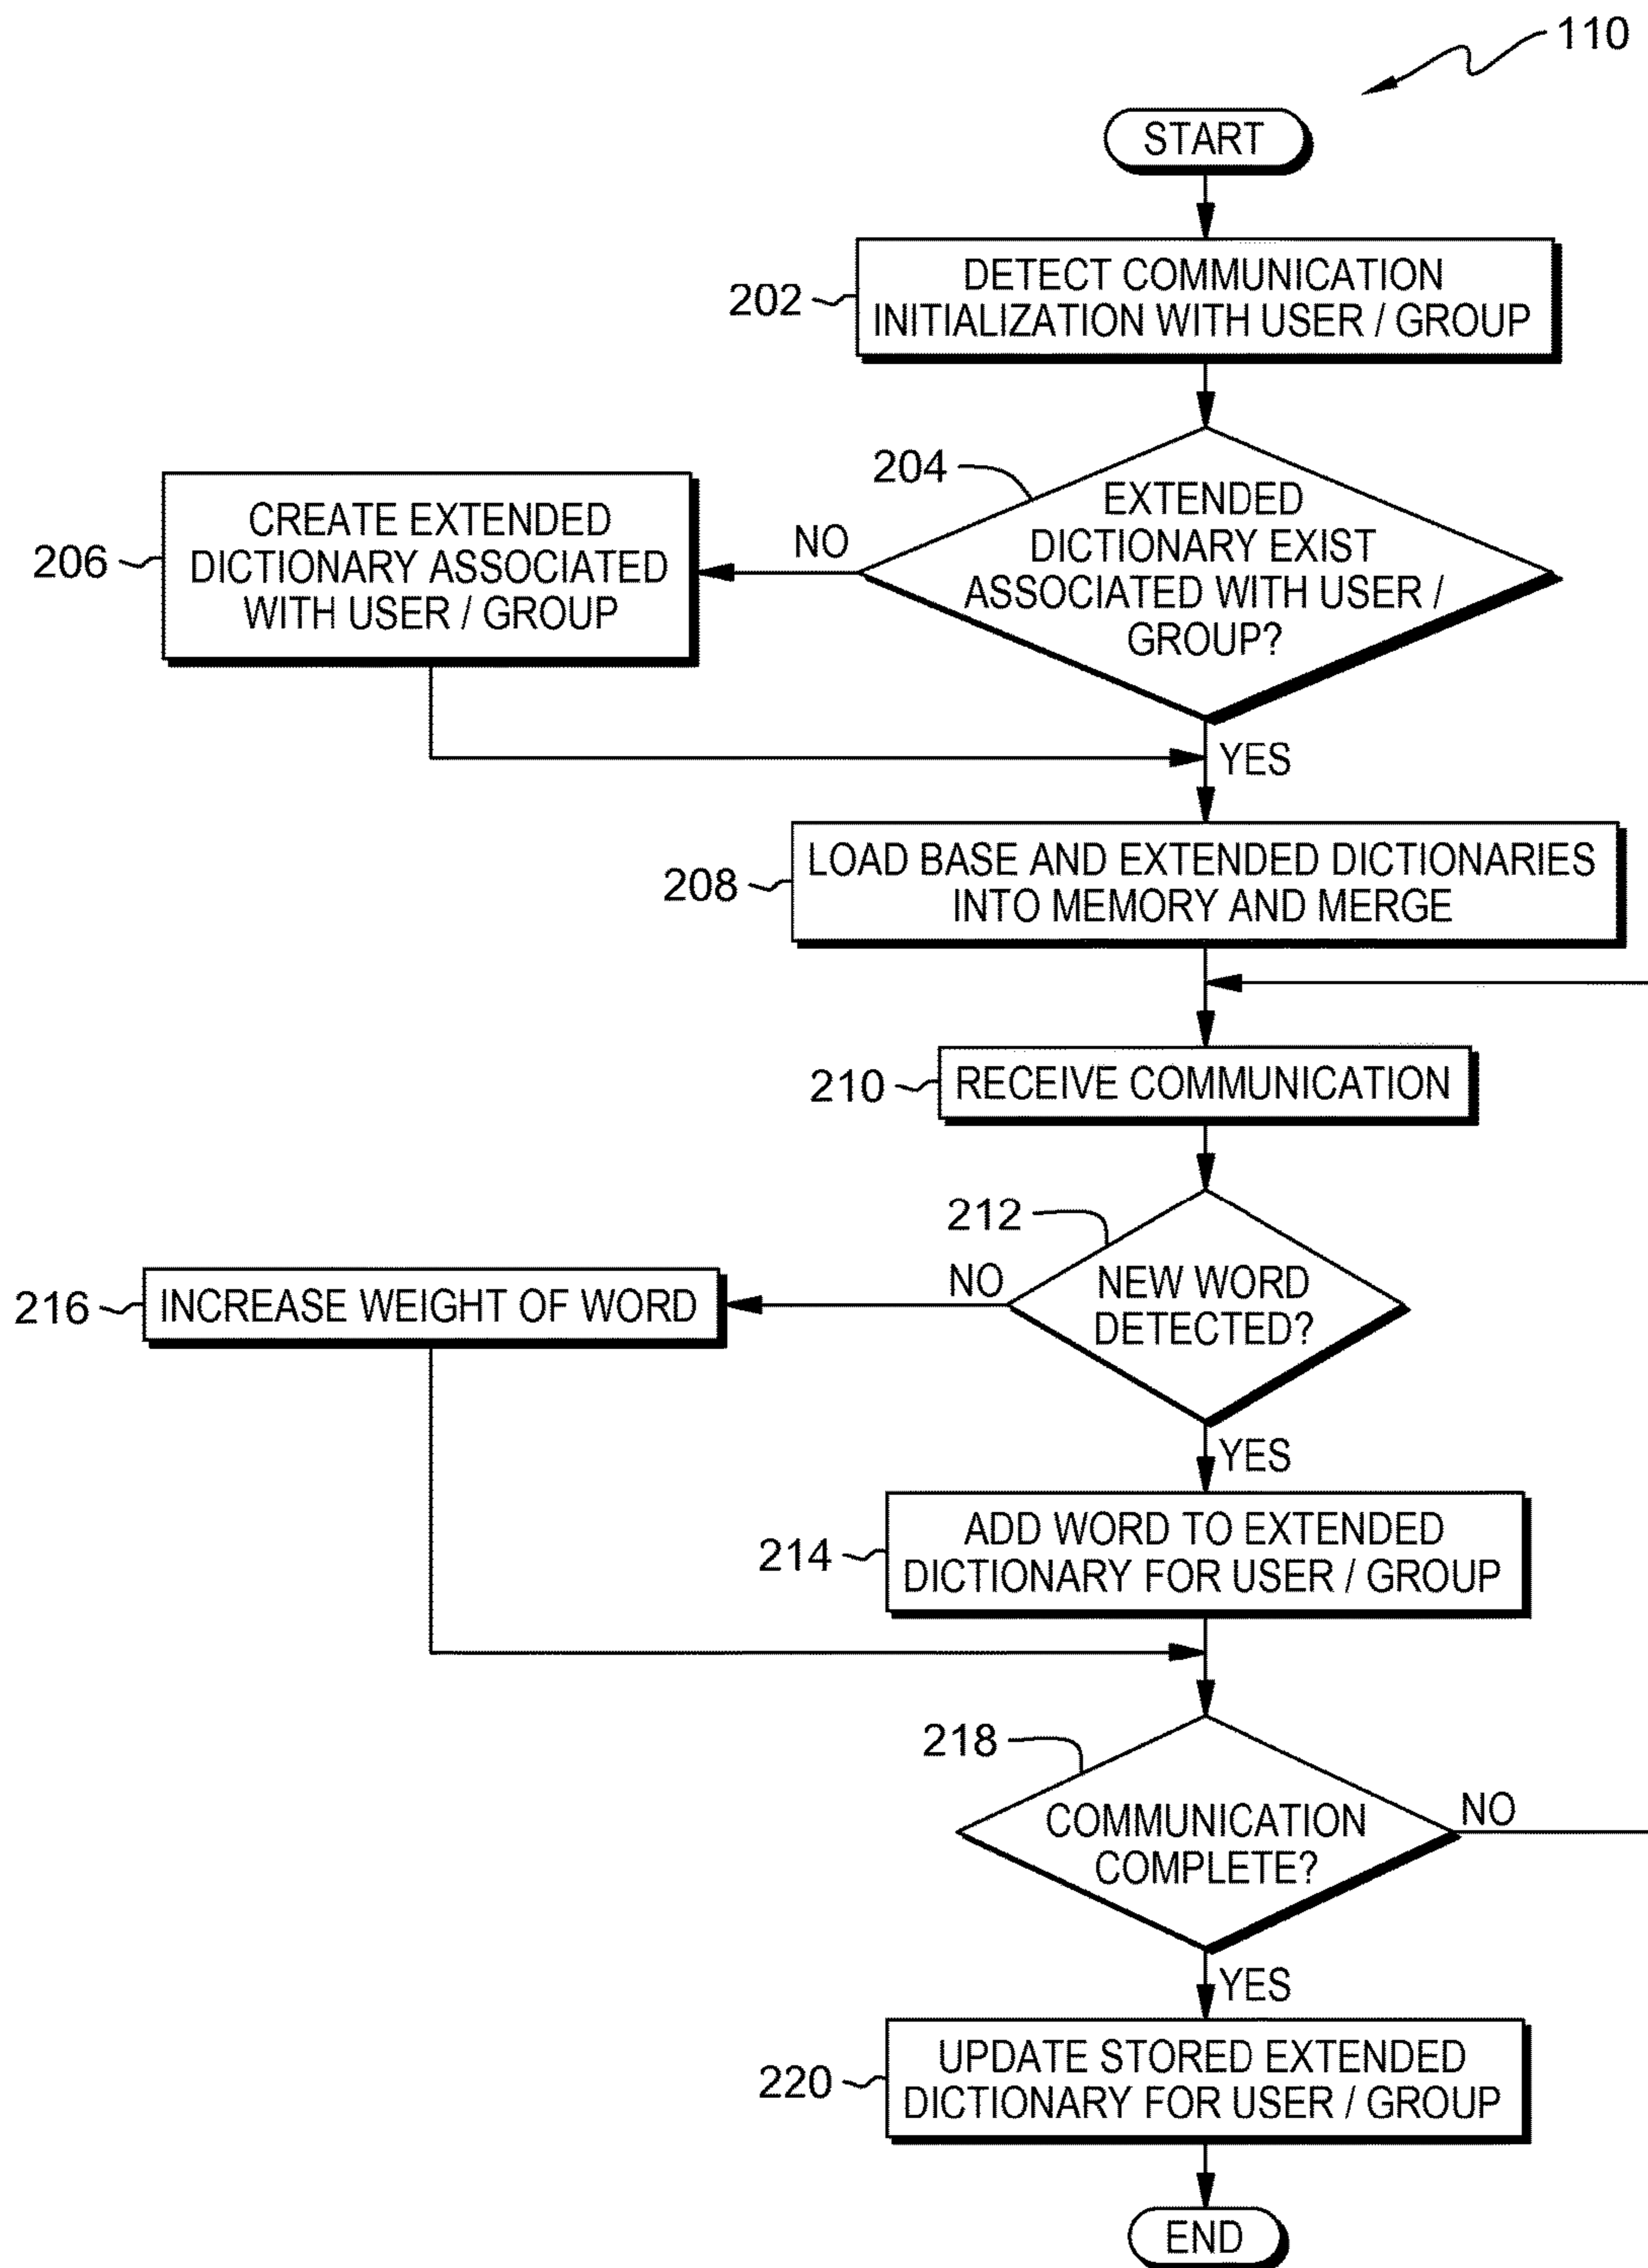 110
START
202
DETECT COMMUNICATION
INITIALIZATION WITH USER / GROUP
204
EXTENDED
DICTIONARY EXIST
ASSOCIATED WITH USER /
GROUP?
NO
206
CREATE EXTENDED
DICTIONARY ASSOCIATED
WITH USER / GROUP
YES
208
LOAD BASE AND EXTENDED DICTIONARIES
INTO MEMORY AND MERGE
210
RECEIVE COMMUNICATION
212
NEW WORD
DETECTED?
NO
216
INCREASE WEIGHT OF WORD
YES
214
ADD WORD TO EXTENDED
DICTIONARY FOR USER / GROUP
218
COMMUNICATION
COMPLETE?
NO
YES
220
UPDATE STORED EXTENDED
DICTIONARY FOR USER / GROUP
END